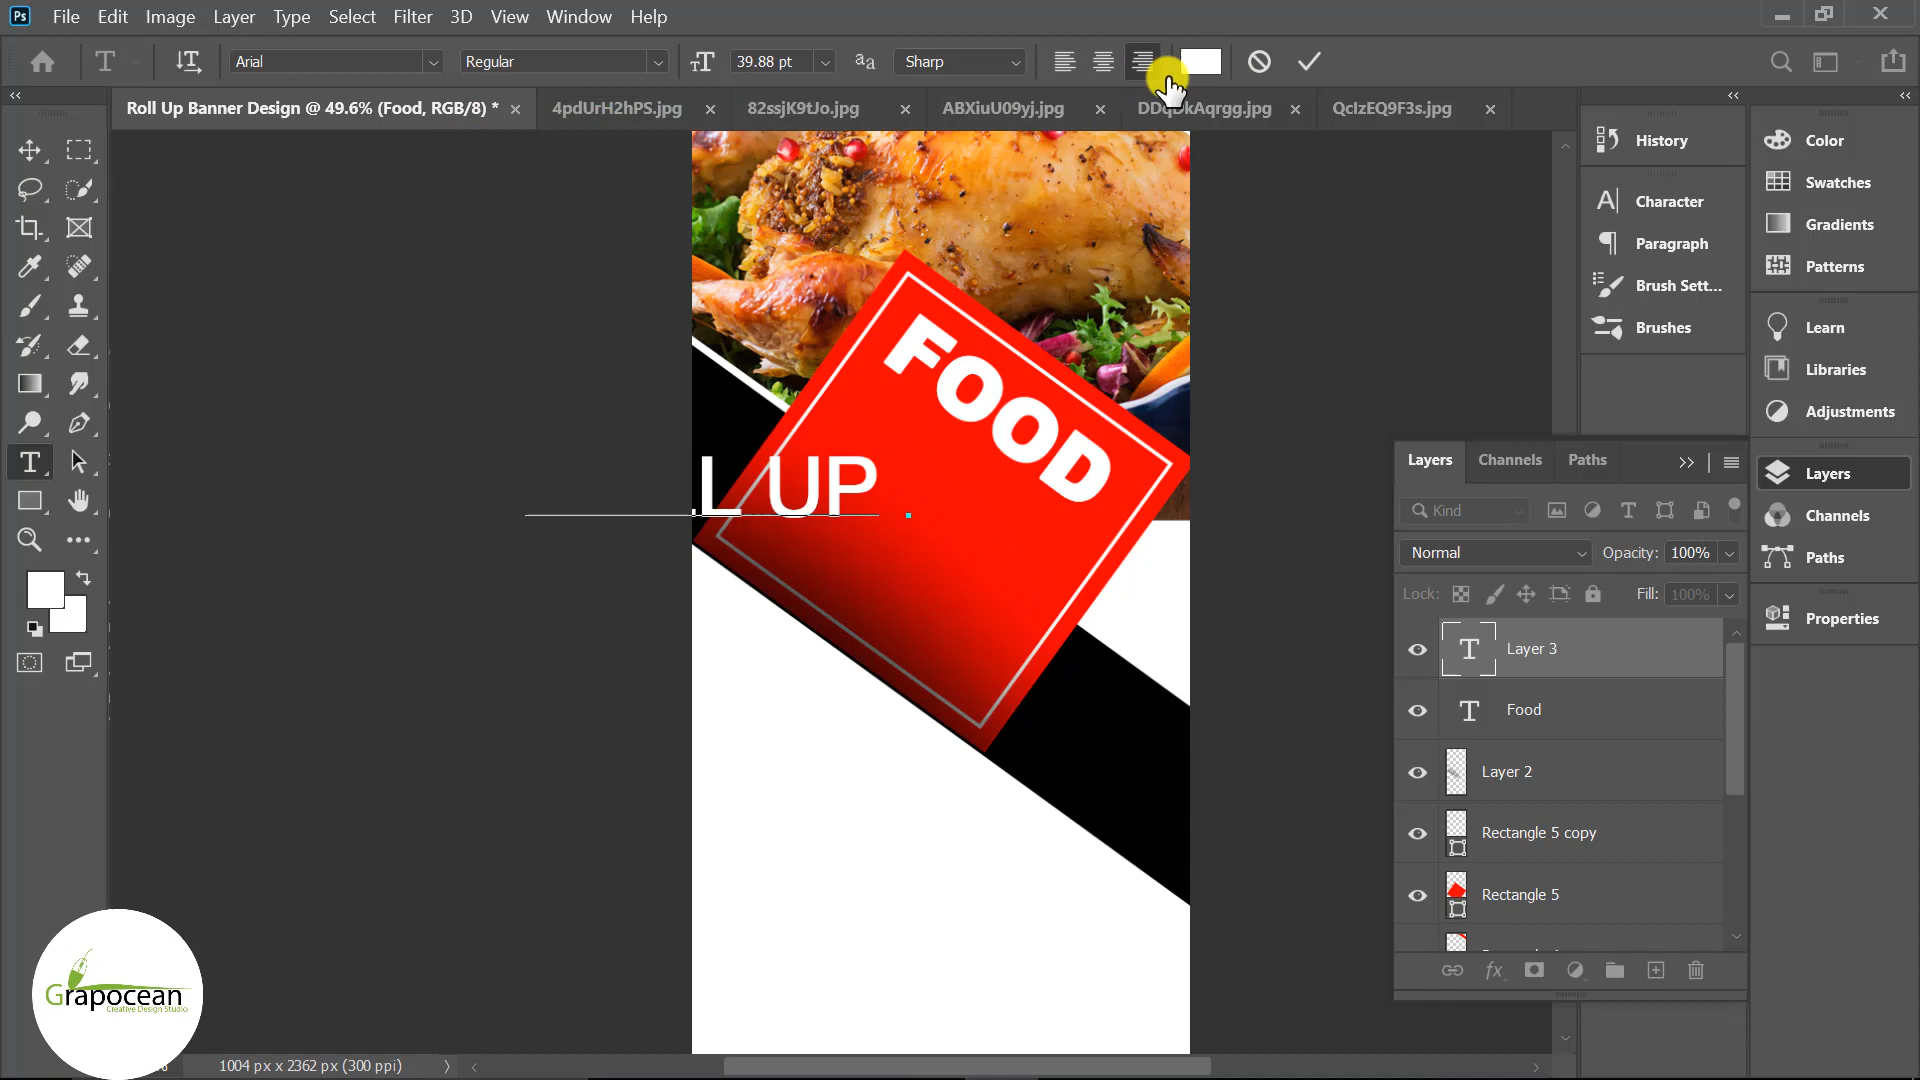 Ps File Edit Image Layer Type Select Filter 3D View Window Help
Arial Regular 39.88 pt Sharp
Roll Up Banner Design @ 49.6% (Food, RGB/8) * 4pdUrH2hPS.jpg 82ssjK9tJo.jpg ABXiuU09yj.jpg QcIzEQ9F3s.jpg
History
Character
Paragraph
Brush Sett...
Brushes
Color
Swatches
Gradients
Patterns
Learn
Libraries
Adjustments
Layers
Channels
Paths
Properties
FOOD
L UP
Layers Channels Paths
Kind
Normal Opacity: 100%
Lock: Fill: 100%
Layer 3
Food
Layer 2
Rectangle 5 copy
Rectangle 5
fx
Grapocean
Creative Design Studio
1004 px x 2362 px (300 ppi)